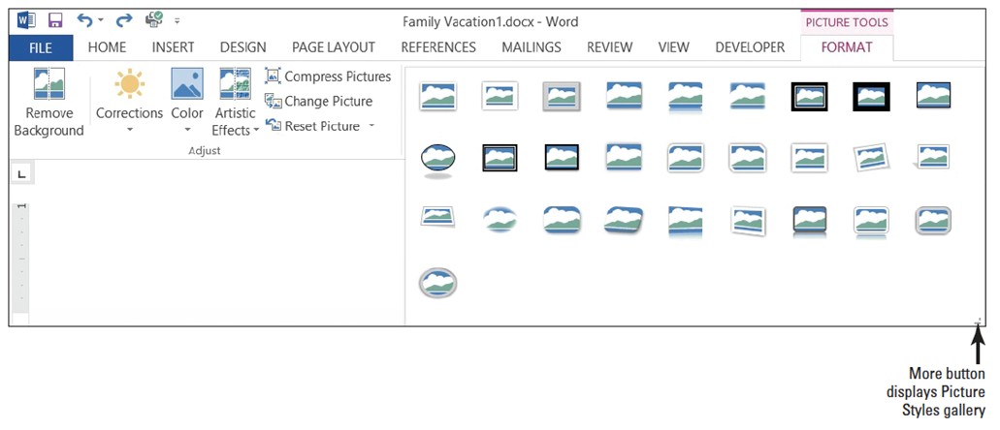 Family Vacation1.docx - Word
PICTURE TOOLS
FILE HOME INSERT DESIGN PAGE LAYOUT REFERENCES MAILINGS REVIEW VIEW DEVELOPER FORMAT
Remove
Background
Corrections
Color
Artistic
Effects
Compress Pictures
Change Picture
Reset Picture
Adjust
L
1
More button
displays Picture
Styles gallery